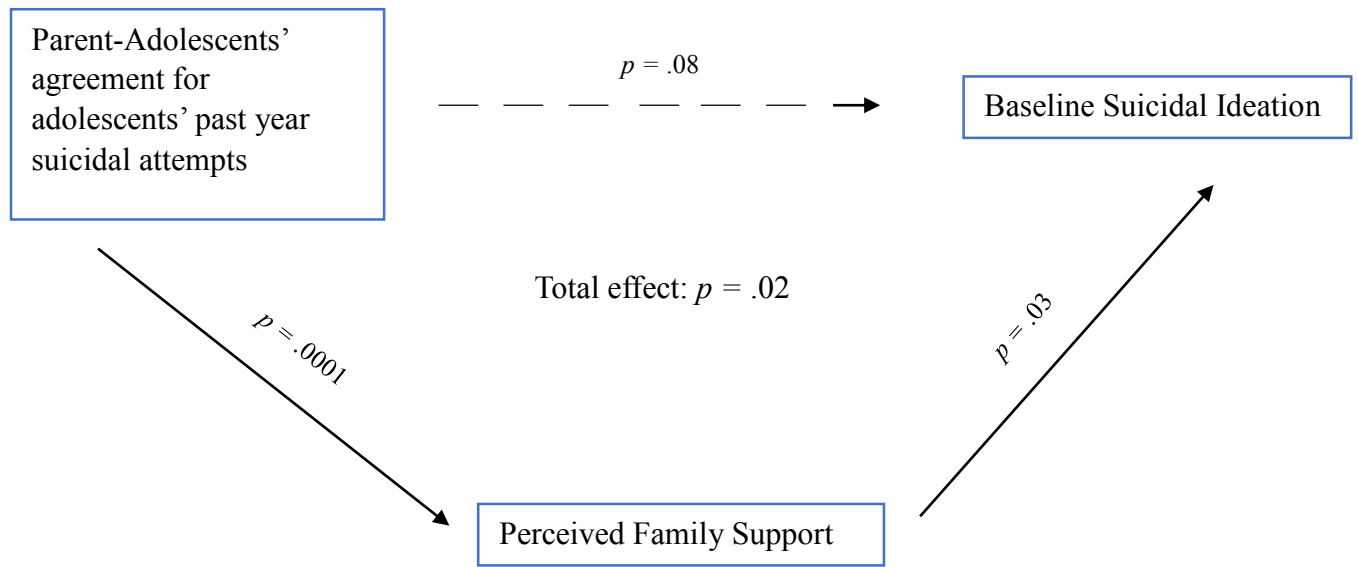 Parent-Adolescents’
agreement for
adolescents’ past year
suicidal attempts
p = .08
Baseline Suicidal Ideation
Total effect: p = .02
p = .0001
p = .03
Perceived Family Support